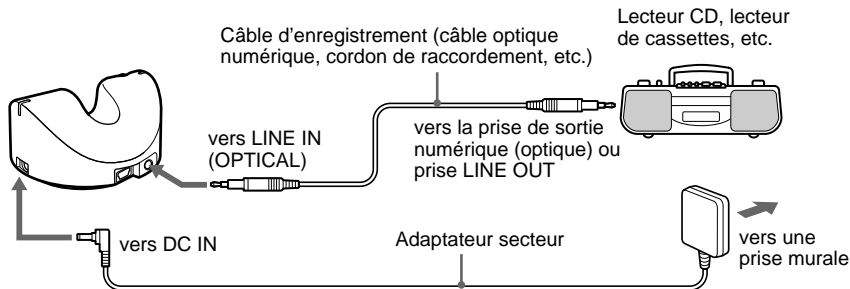 Lecteur CD, lecteur
de cassettes, etc.
Câble d'enregistrement (câble optique
numérique, cordon de raccordement, etc.)
vers LINE IN
(OPTICAL)
vers la prise de sortie
numérique (optique) ou
prise LINE OUT
vers DC IN
Adaptateur secteur
vers une
prise murale